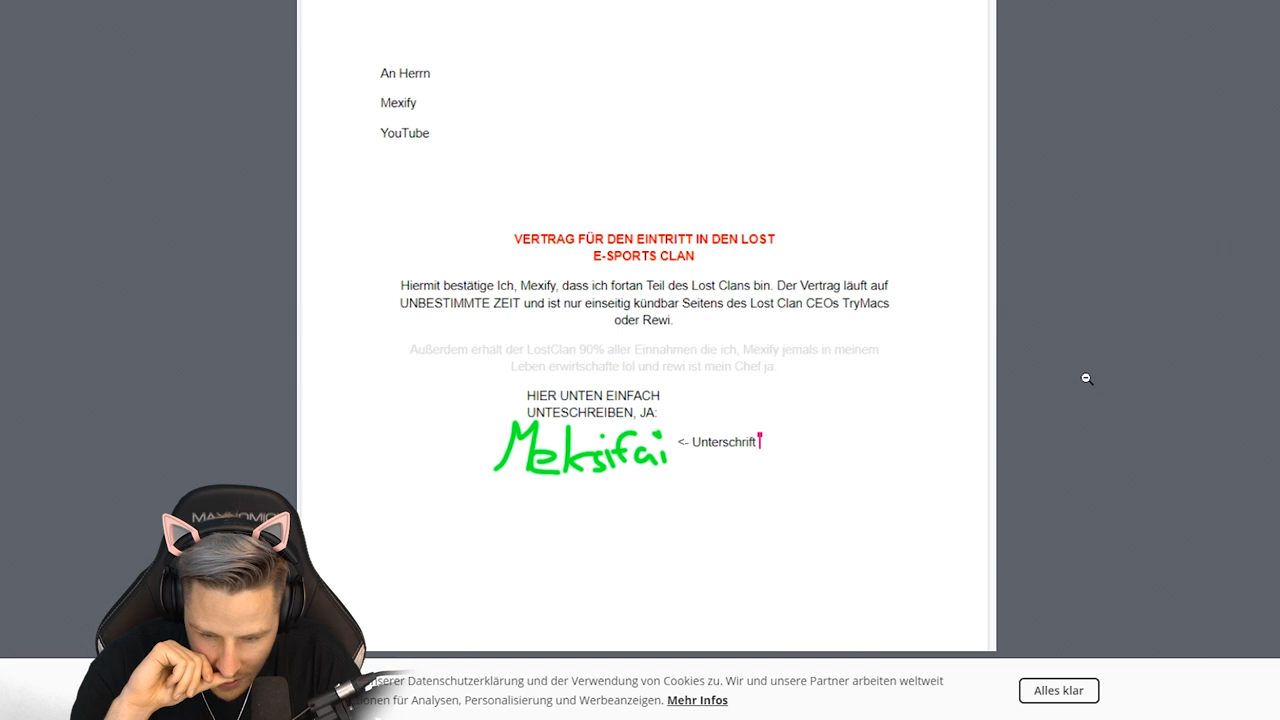 An Herrn
Mexify
YouTube
VERTRAG FÜR DEN EINTRITT IN DEN LOST
E-SPORTS CLAN
Hiermit bestätige Ich, Mexify, dass ich fortan Teil des Lost Clans bin. Der Vertrag läuft auf
UNBESTIMMTE ZEIT und ist nur einseitig kündbar Seitens des Lost Clan CEOs TryMacs
oder Rewi.
Außerdem erhält der LostClan 90% aller Einnahmen die ich, Mexify jemals in meinem
Leben erwirtschafte lol und rewi ist mein Chef ja.
HIER UNTEN EINFACH
UNTESCHREIBEN, JA:
Meksifai <- Unterschrift
MAXNOMIC
nserer Datenschutzerklärung und der Verwendung von Cookies zu. Wir und unsere Partner arbeiten weltweit
ionen für Analysen, Personalisierung und Werbeanzeigen. Mehr Infos
Alles klar